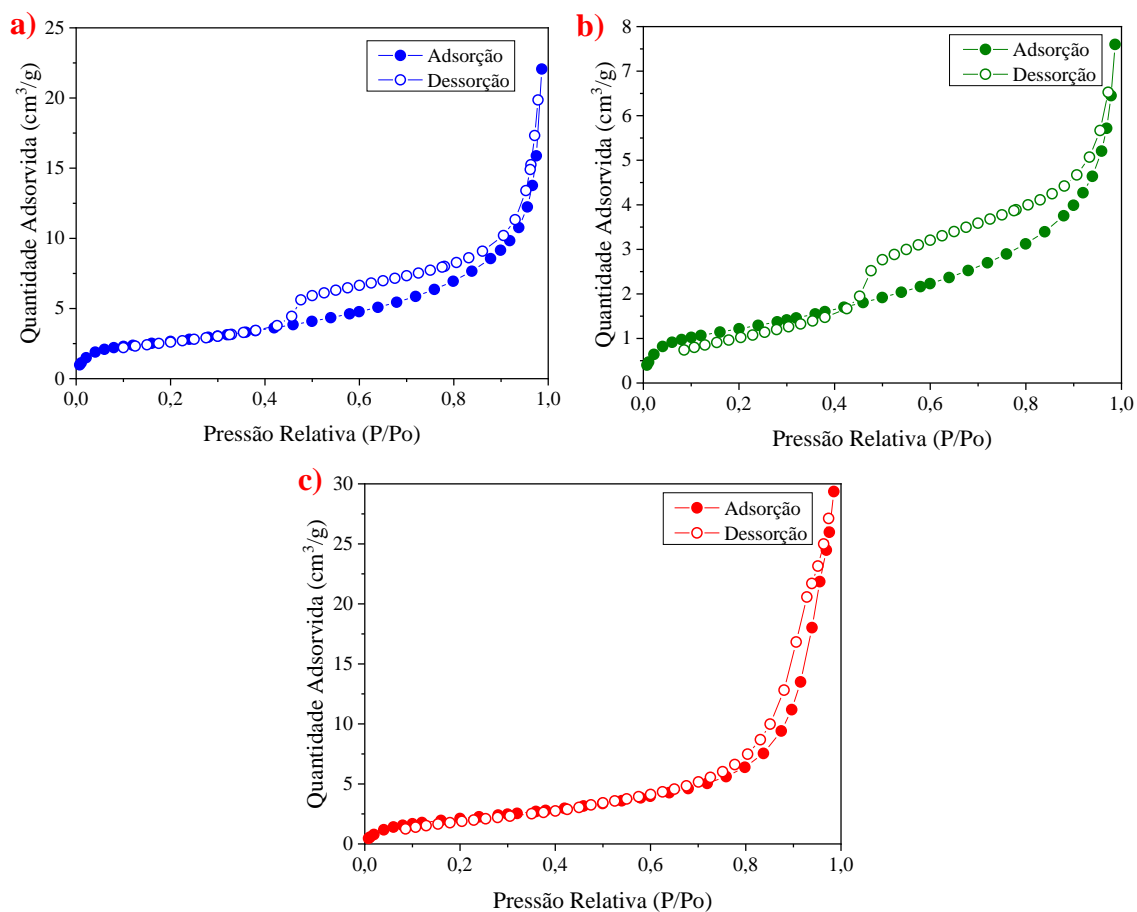 a)
25
20
15
10
5
0
Quantidade Adsorvida (cm³/g)
Adsorção
Dessorção
0,0 0,2 0,4 0,6 0,8 1,0
Pressão Relativa (P/Po)
b)
8
7
6
5
4
3
2
1
0
Quantidade Adsorvida (cm³/g)
Adsorção
Dessorção
0,0 0,2 0,4 0,6 0,8 1,0
Pressão Relativa (P/Po)
c)
30
25
20
15
10
5
0
Quantidade Adsorvida (cm³/g)
Adsorção
Dessorção
0,0 0,2 0,4 0,6 0,8 1,0
Pressão Relativa (P/Po)